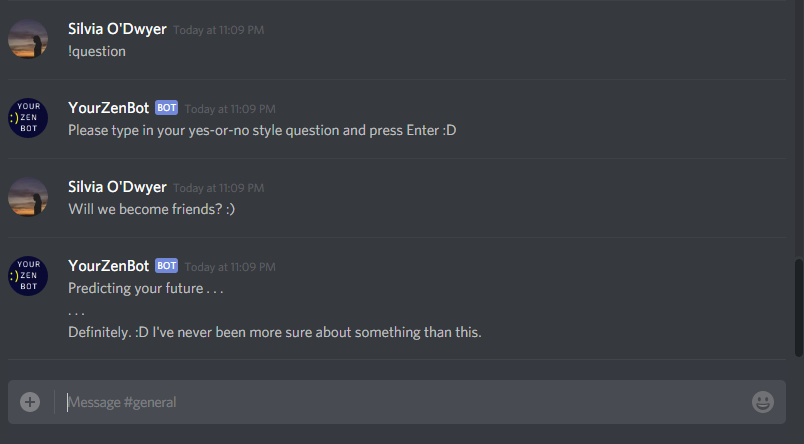 Silvia O'Dwyer Today at 11:09 PM
!question
YOUR
:) ZEN
BOT
YourZenBot BOT Today at 11:09 PM
Please type in your yes-or-no style question and press Enter :D
Silvia O'Dwyer Today at 11:09 PM
Will we become friends? :)
YOUR
:) ZEN
BOT
YourZenBot BOT Today at 11:09 PM
Predicting your future . . .
. . .
Definitely. :D I've never been more sure about something than this.
Message #general